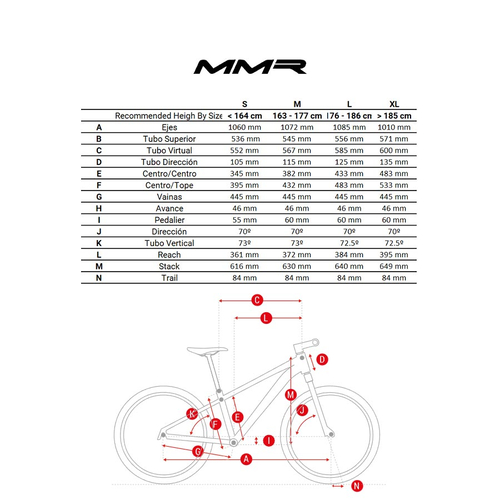 MMR
S M L XL
Recommended Heigh By Size < 164 cm 163 - 177 cm 176 - 186 cn > 185 cm
A Ejes 1060 mm 1072 mm 1085 mm 1010 mm
B Tubo Superior 536 mm 545 mm 556 mm 571 mm
C Tubo Virtual 552 mm 567 mm 585 mm 600 mm
D Tubo Dirección 105 mm 115 mm 125 mm 135 mm
E Centro/Centro 345 mm 382 mm 433 mm 483 mm
F Centro/Tope 395 mm 432 mm 483 mm 533 mm
G Vainas 445 mm 445 mm 445 mm 445 mm
H Avance 46 mm 46 mm 46 mm 46 mm
I Pedalier 55 mm 60 mm 60 mm 60 mm
J Dirección 70º 70º 70º 70º
K Tubo Vertical 73º 73º 72.5º 72.5º
L Reach 361 mm 372 mm 384 mm 395 mm
M Stack 616 mm 630 mm 640 mm 649 mm
N Trail 84 mm 84 mm 84 mm 84 mm
C
L
D
M
K
J
E
F
I
G
A
N